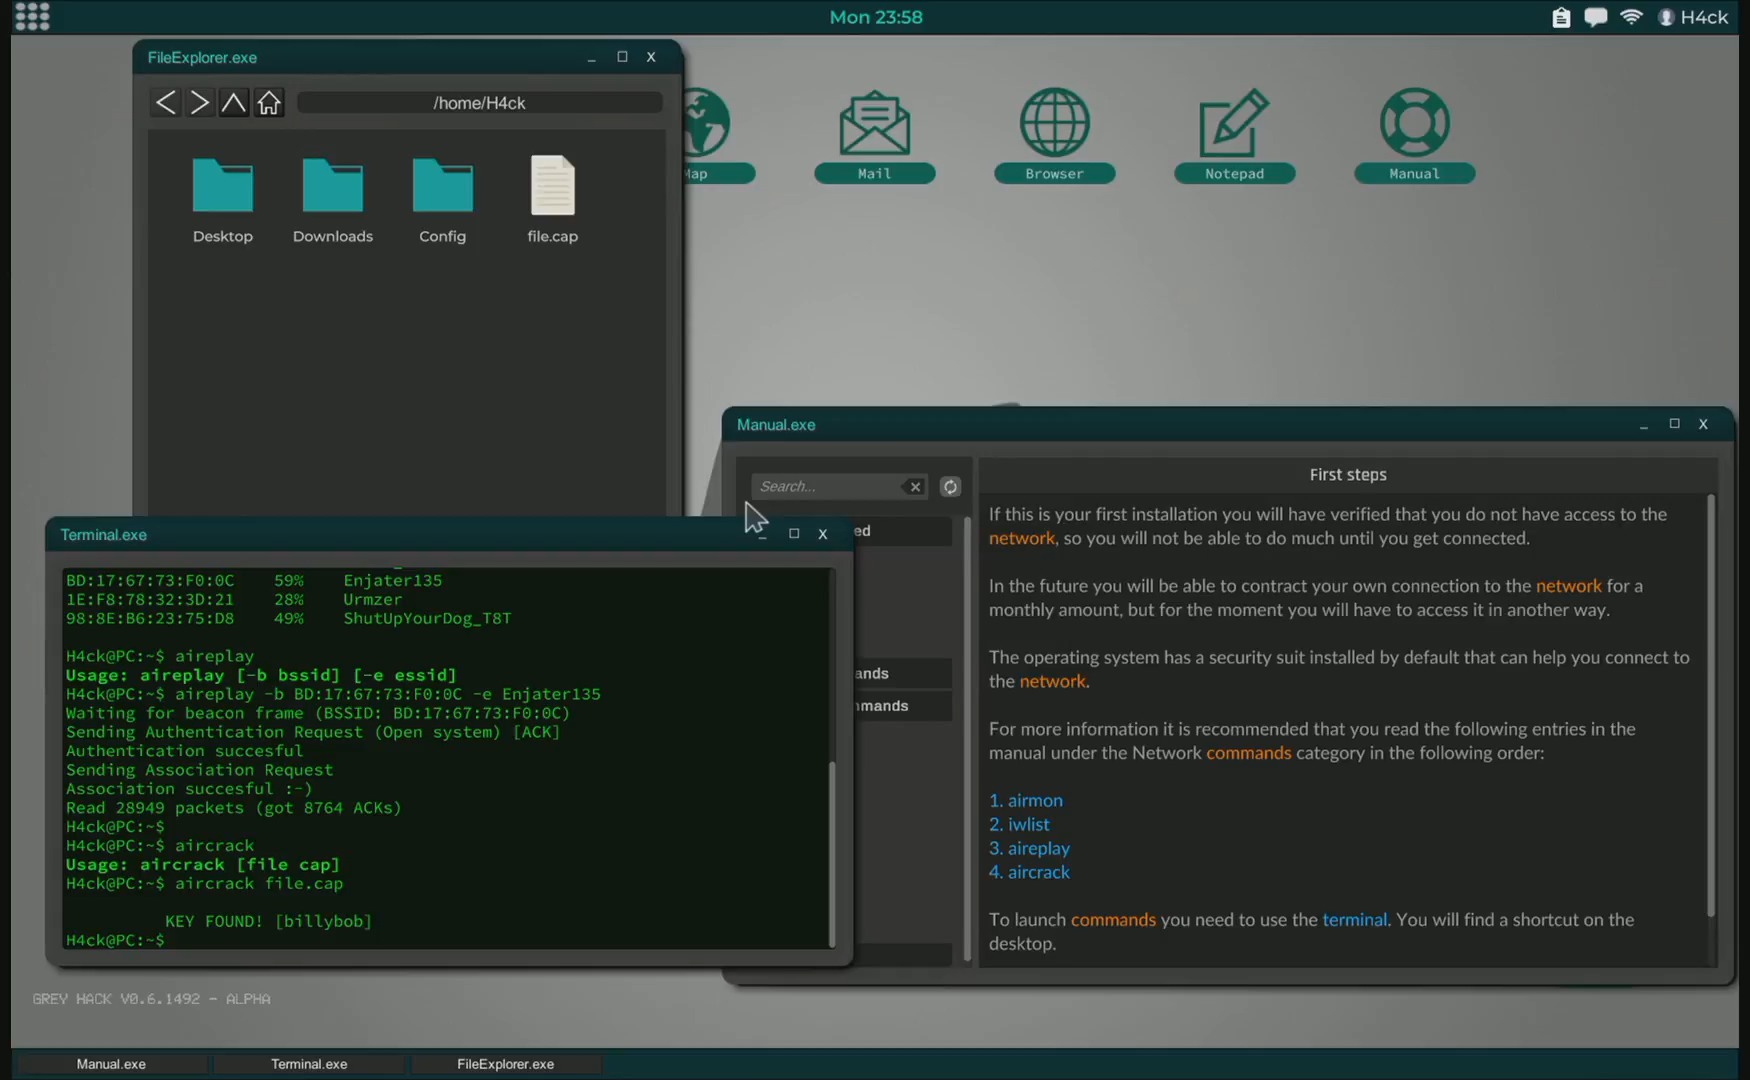 Mon 23:58
H4ck
FileExplorer.exe
_ X
/home/H4ck
Desktop
Downloads
Config
file.cap
Map
Mail
Browser
Notepad
Manual
Manual.exe
_ X
Search...
ed
ands
mmands
First steps
If this is your first installation you will have verified that you do not have access to the
network, so you will not be able to do much until you get connected.
In the future you will be able to contract your own connection to the network for a
monthly amount, but for the moment you will have to access it in another way.
The operating system has a security suit installed by default that can help you connect to
the network.
For more information it is recommended that you read the following entries in the
manual under the Network commands category in the following order:
1. airmon
2. iwlist
3. aireplay
4. aircrack
To launch commands you need to use the terminal. You will find a shortcut on the
desktop.
Terminal.exe
_ X
BD:17:67:73:F0:0C 59% Enjater135
1E:F8:78:32:3D:21 28% Urmzer
98:8E:B6:23:75:D8 49% ShutUpYourDog_T8T
H4ck@PC:~$ aireplay
Usage: aireplay [-b bssid] [-e essid]
H4ck@PC:~$ aireplay -b BD:17:67:73:F0:0C -e Enjater135
Waiting for beacon frame (BSSID: BD:17:67:73:F0:0C)
Sending Authentication Request (Open system) [ACK]
Authentication succesful
Sending Association Request
Association succesful :-)
Read 28949 packets (got 8764 ACKs)
H4ck@PC:~$
H4ck@PC:~$ aircrack
Usage: aircrack [file cap]
H4ck@PC:~$ aircrack file.cap
KEY FOUND! [billybob]
H4ck@PC:~$
GREY HACK V0.6.1492 - ALPHA
Manual.exe
Terminal.exe
FileExplorer.exe